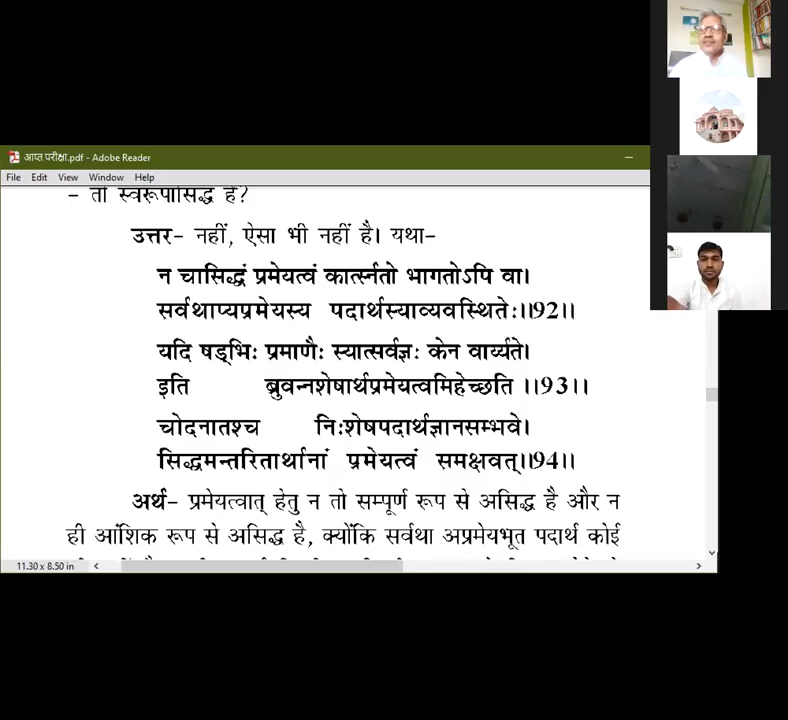 आप्त परीक्षा.pdf - Adobe Reader
File Edit View Window Help
- तो स्वरूपासिद्ध है?
उत्तर- नहीं, ऐसा भी नहीं है। यथा-
न चासिद्धं प्रमेयत्वं कार्त्स्नतो भागतोऽपि वा।
सर्वथाप्यप्रमेयस्य पदार्थस्याव्यवस्थितेः॥92॥
यदि षड्भिः प्रमाणैः स्यात्सर्वज्ञः केन वार्य्यते।
इति ब्रुवन्नशेषार्थप्रमेयत्वमिहेच्छति ॥93॥
चोदनातश्च निःशेषपदार्थज्ञानसम्भवे।
सिद्धमन्तरितार्थानां प्रमेयत्वं समक्षवत्॥94॥
अर्थ- प्रमेयत्वात् हेतु न तो सम्पूर्ण रूप से असिद्ध है और न
ही आंशिक रूप से असिद्ध है, क्योंकि सर्वथा अप्रमेयभूत पदार्थ कोई
11.30 x 8.50 in